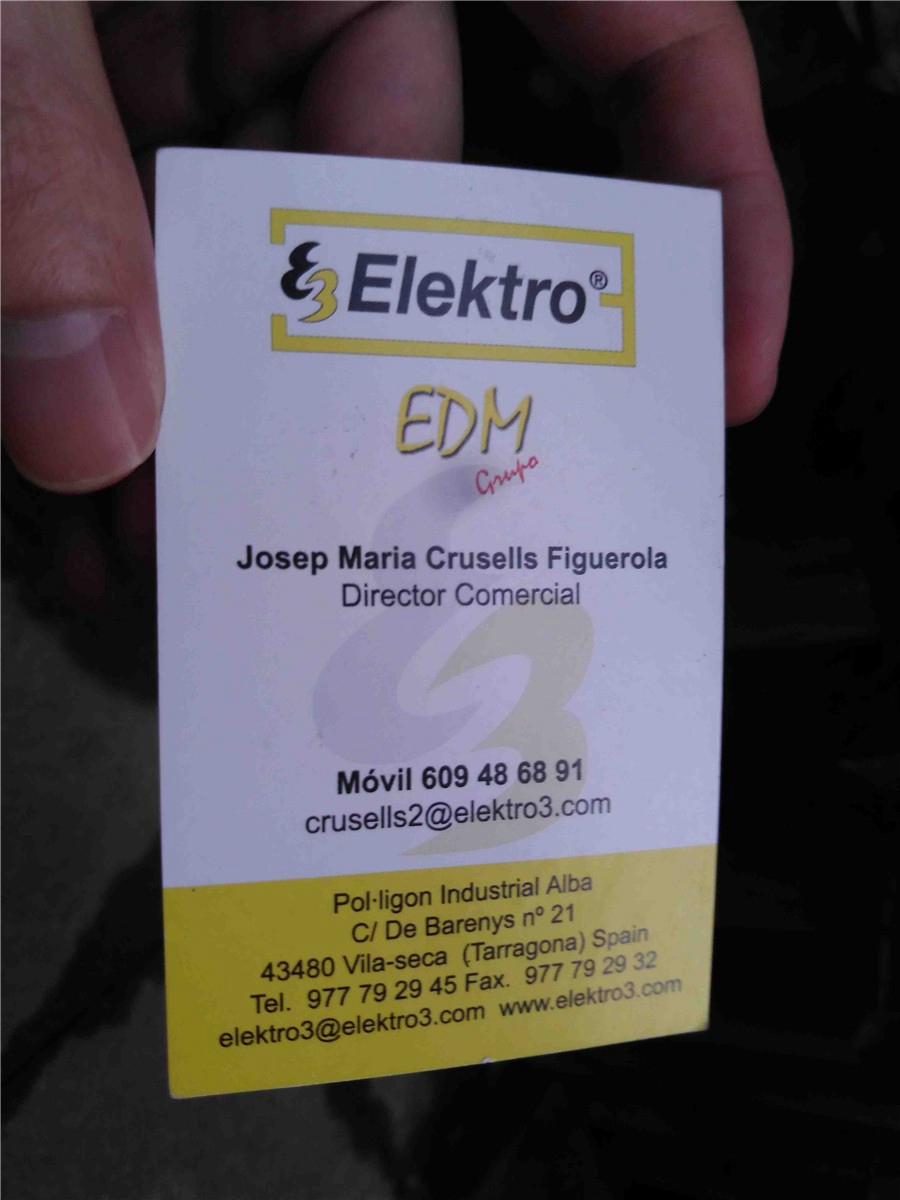 E3 Elektro®
EDM
Grupo
Josep Maria Crusells Figuerola
Director Comercial
Móvil 609 48 68 91
crusells2@elektro3.com
Pol·ligon Industrial Alba
C/ De Barenys nº 21
43480 Vila-seca (Tarragona) Spain
Tel. 977 79 29 45 Fax. 977 79 29 32
elektro3@elektro3.com www.elektro3.com